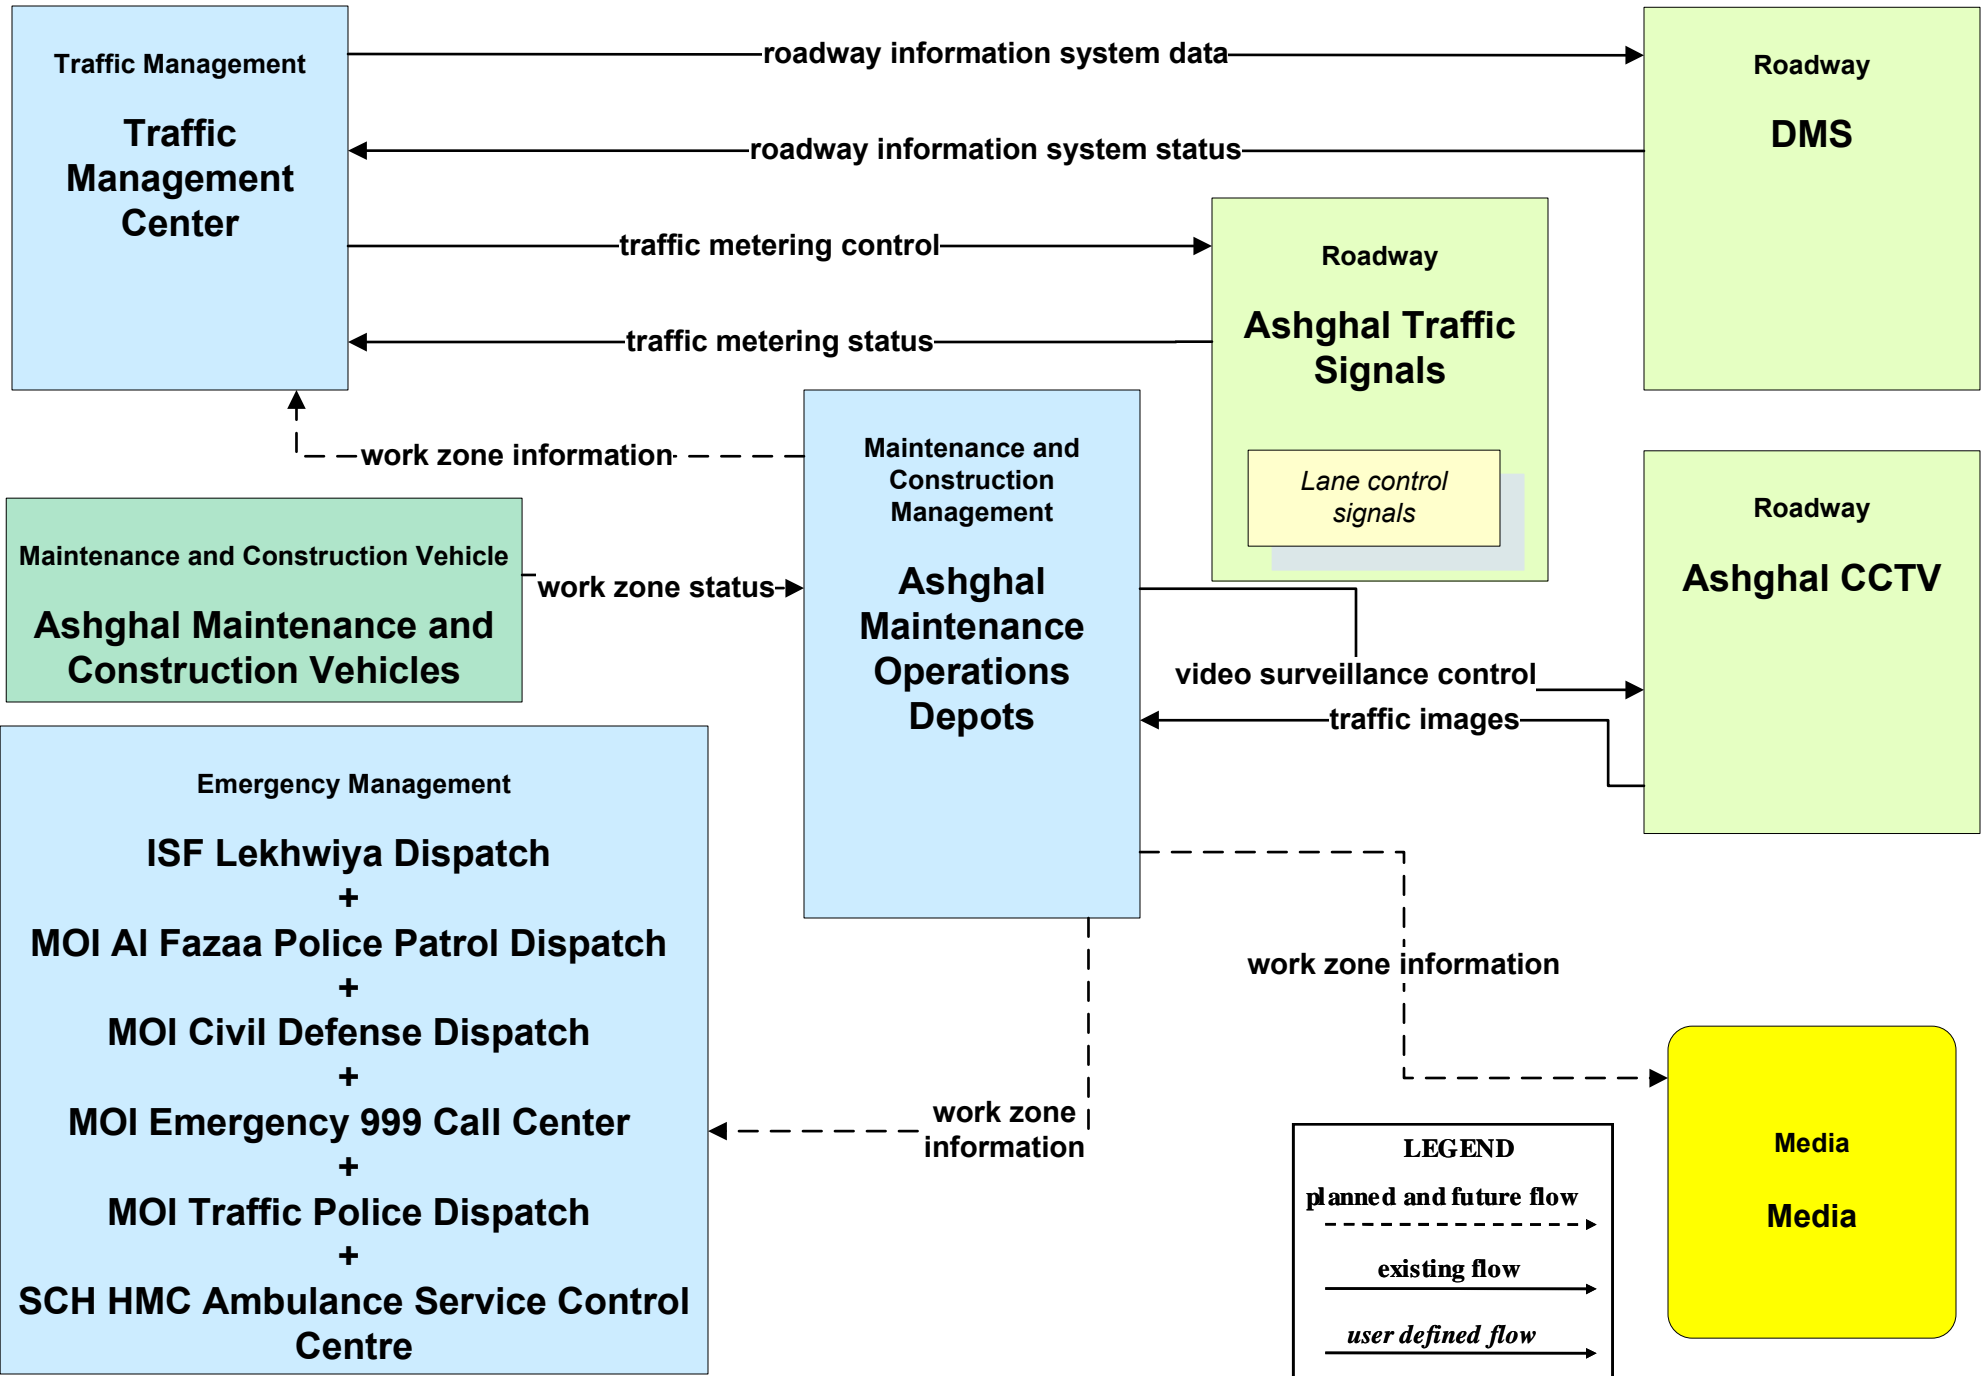 Traffic Management
Traffic
Management
Center
roadway information system data
roadway information system status
traffic metering control
traffic metering status
Roadway
DMS
Roadway
Ashghal Traffic
Signals
Lane control
signals
work zone information
Maintenance and
Construction
Management
Ashghal
Maintenance
Operations
Depots
Roadway
Ashghal CCTV
Maintenance and Construction Vehicle
Ashghal Maintenance and
Construction Vehicles
work zone status
video surveillance control
traffic images
Emergency Management
ISF Lekhwiya Dispatch
+
MOI Al Fazaa Police Patrol Dispatch
+
MOI Civil Defense Dispatch
+
MOI Emergency 999 Call Center
+
MOI Traffic Police Dispatch
+
SCH HMC Ambulance Service Control
Centre
work zone information
work zone
information
LEGEND
planned and future flow
existing flow
user defined flow
Media
Media